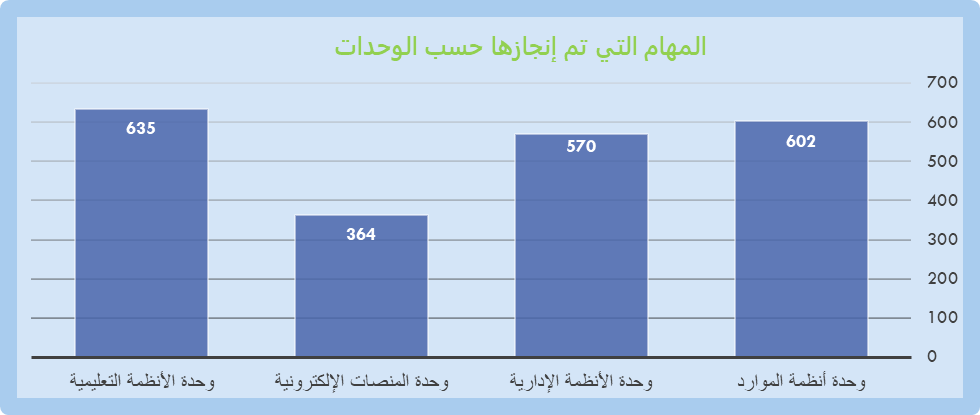 المهام التي تم إنجازها حسب الوحدات
700
600
500
400
300
200
100
0
602
570
364
635
وحدة أنظمة الموارد
وحدة الأنظمة الإدارية
وحدة المنصات الإلكترونية
وحدة الأنظمة التعليمية